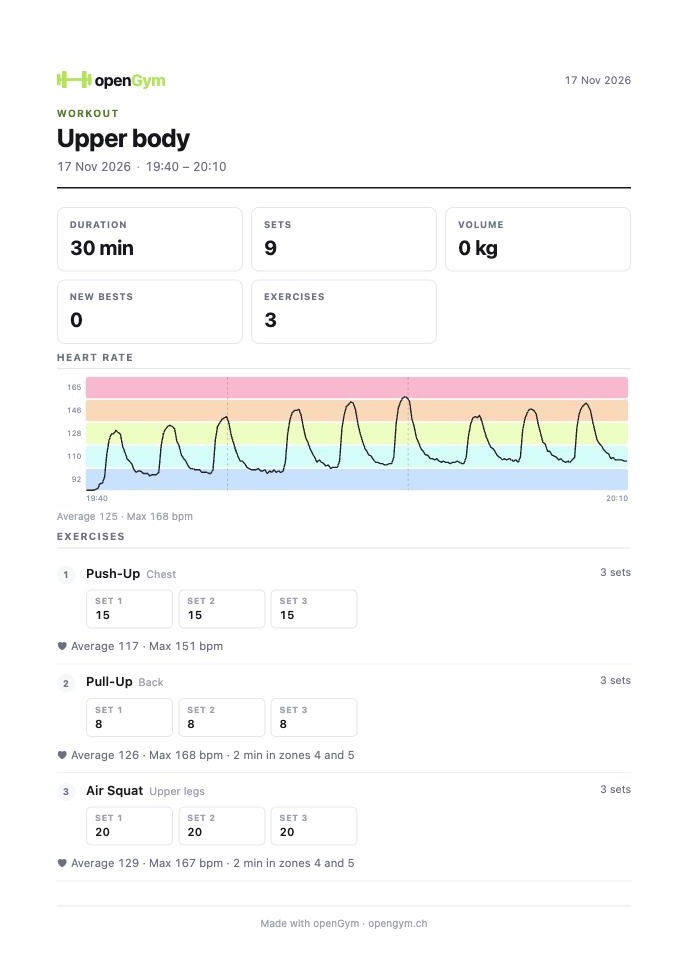 openGym
17 Nov 2026
WORKOUT
Upper body
17 Nov 2026 · 19:40 – 20:10
DURATION
30 min
SETS
9
VOLUME
0 kg
NEW BESTS
0
EXERCISES
3
HEART RATE
165
146
128
110
92
19:40
20:10
Average 125 · Max 168 bpm
EXERCISES
1 Push-Up Chest 3 sets
SET 1 SET 2 SET 3
15 15 15
Average 117 · Max 151 bpm
2 Pull-Up Back 3 sets
SET 1 SET 2 SET 3
8 8 8
Average 126 · Max 168 bpm · 2 min in zones 4 and 5
3 Air Squat Upper legs 3 sets
SET 1 SET 2 SET 3
20 20 20
Average 129 · Max 167 bpm · 2 min in zones 4 and 5
Made with openGym · opengym.ch